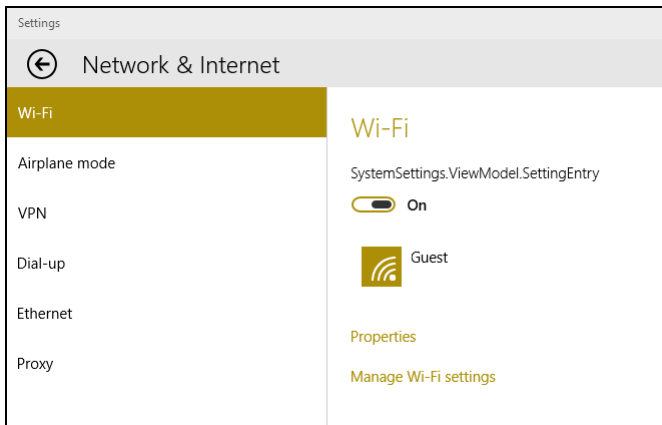 Settings
Network & Internet
Wi-Fi
Airplane mode
VPN
Dial-up
Ethernet
Proxy
Wi-Fi
SystemSettings.ViewModel.SettingEntry
On
Guest
Properties
Manage Wi-Fi settings